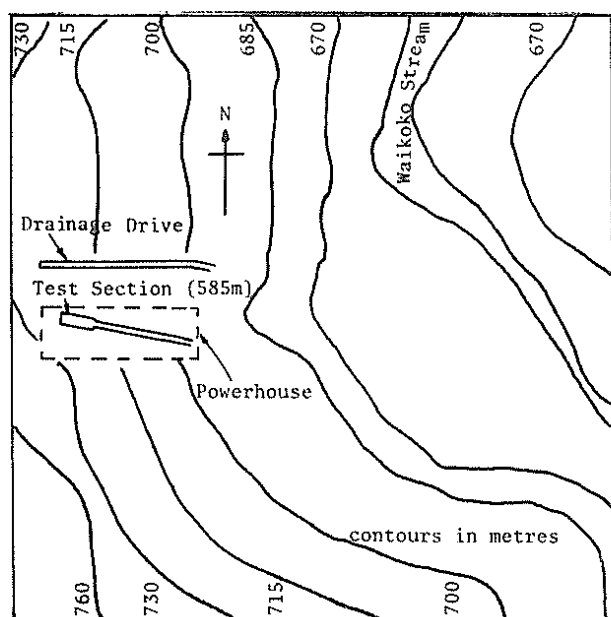 730
715
700
685
670
Waikoko Stream
670
N
Drainage Drive
Test Section (585m)
Powerhouse
contours in metres
760
730
715
700